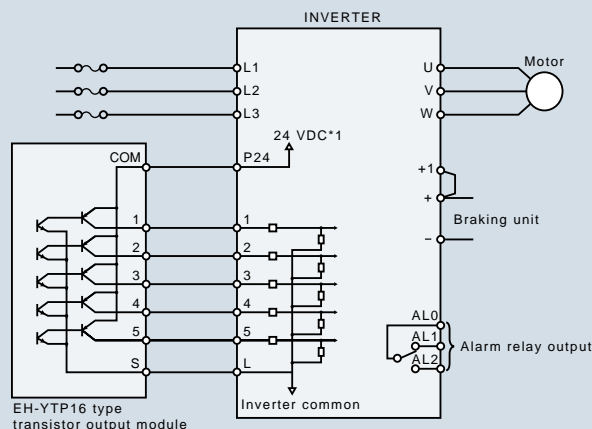 INVERTER
L1
L2
L3
U
V
W
Motor
24 VDC*1
COM
P24
+1
+
Braking unit
−
1
2
3
4
5
S
1
2
3
4
5
L
AL0
AL1
AL2
Alarm relay output
Inverter common
EH-YTP16 type
transistor output module